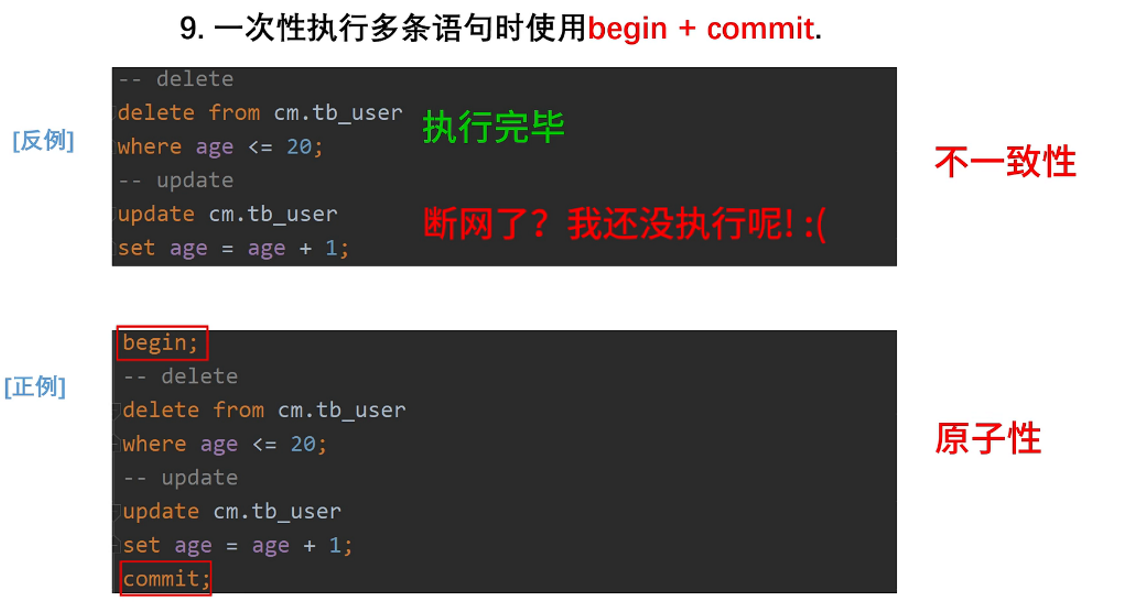 9. 一次性执行多条语句时使用begin + commit.
-- delete
delete from cm.tb_user
执行完毕
[反例]
where age <= 20;
不一致性
-- update
update cm.tb_user
断网了？我还没执行呢! :(
set age = age + 1;
begin;
-- delete
[正例]
delete from cm.tb_user
where age <= 20;
原子性
-- update
update cm.tb_user
set age = age + 1;
commit;